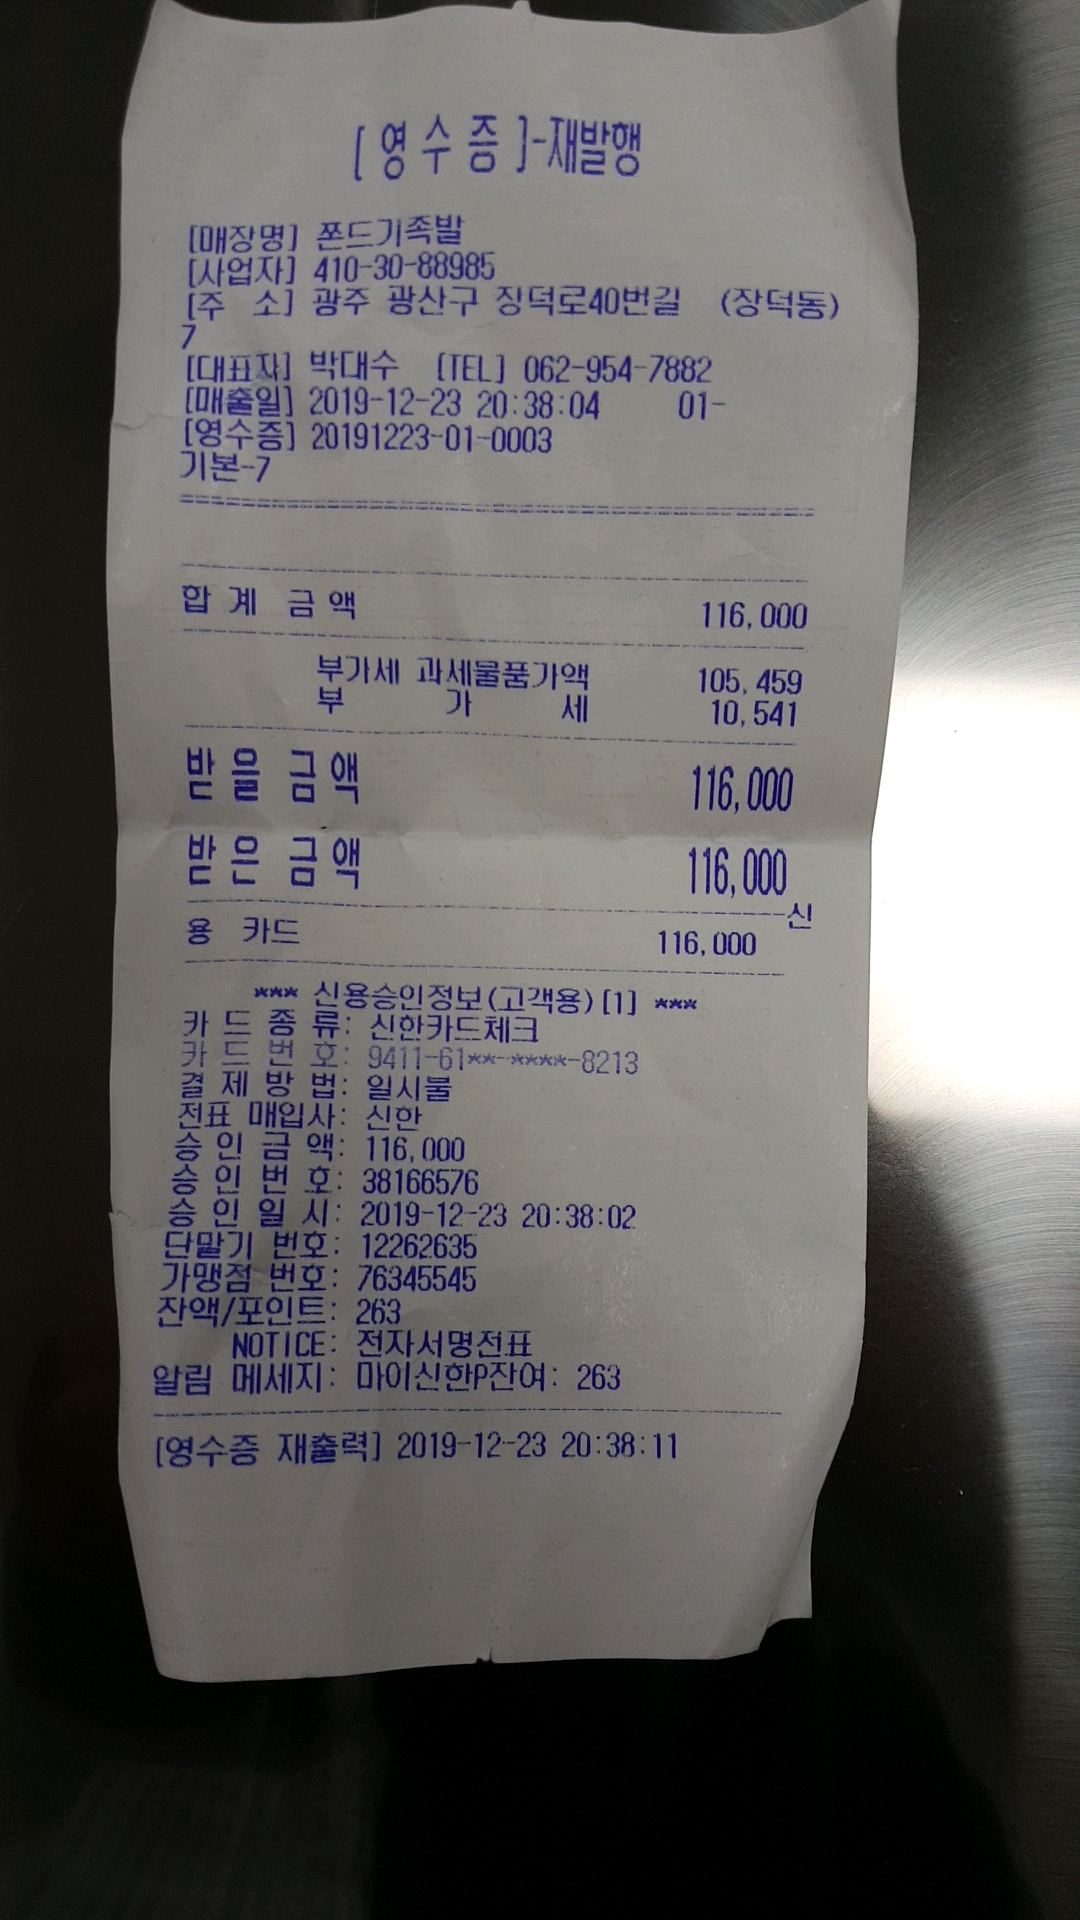 [ 영 수 증 ]-재발행
[매장명] 쫀드기족발
[사업자] 410-30-88985
[주 소] 광주 광산구 장덕로40번길 (장덕동)
7
[대표자] 박대수 [TEL] 062-954-7882
[매출일] 2019-12-23 20:38:04 01-
[영수증] 20191223-01-0003
기본-7
합 계 금 액 116,000
부가세 과세물품가액 105,459
부 가 세 10,541
받 을 금 액 116,000
받 은 금 액 116,000
신
용 카드 116,000
*** 신용승인정보(고객용)[1] ***
카 드 종 류: 신한카드체크
카 드 번 호: 9411-61**-****-8213
결 제 방 법: 일시불
전표 매입사: 신한
승 인 금 액: 116,000
승 인 번 호: 38166576
승 인 일 시: 2019-12-23 20:38:02
단말기 번호: 12262635
가맹점 번호: 76345545
잔액/포인트: 263
NOTICE: 전자서명전표
알림 메세지: 마이신한P잔여: 263
[영수증 재출력] 2019-12-23 20:38:11